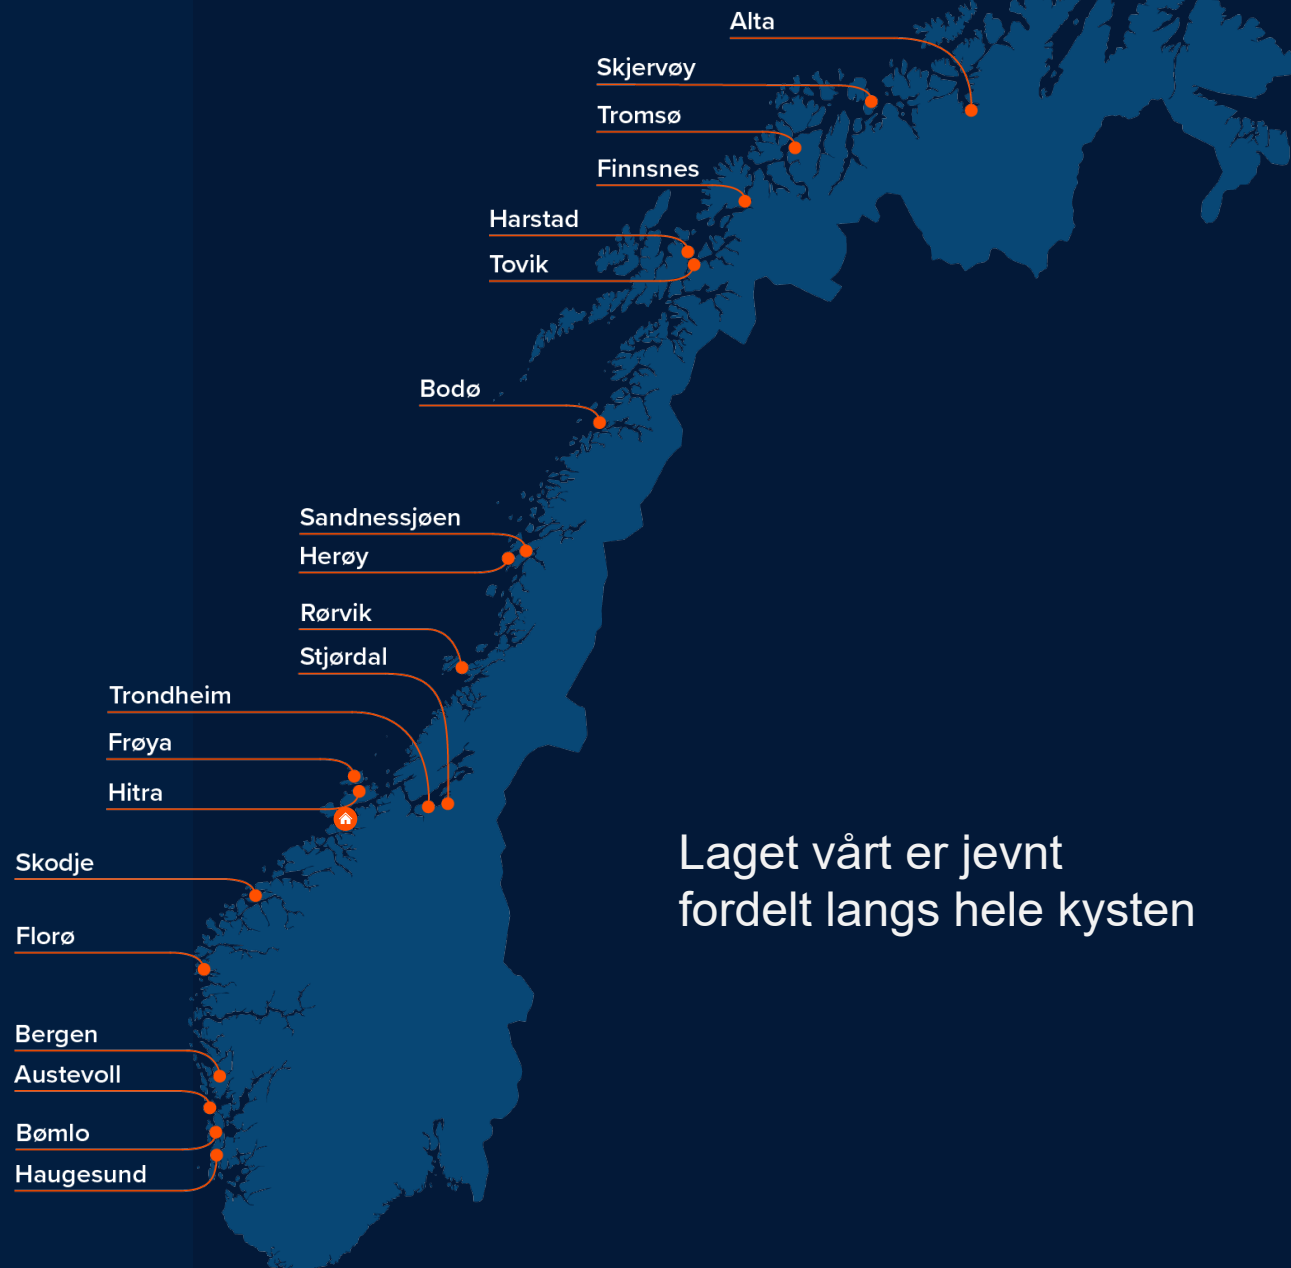 Alta
Skjervøy
Tromsø
Finnsnes
Harstad
Tovik
Bodø
Sandnessjøen
Herøy
Rørvik
Stjørdal
Trondheim
Frøya
Hitra
Skodje
Laget vårt er jevnt
fordelt langs hele kysten
Florø
Bergen
Austevoll
Bømlo
Haugesund